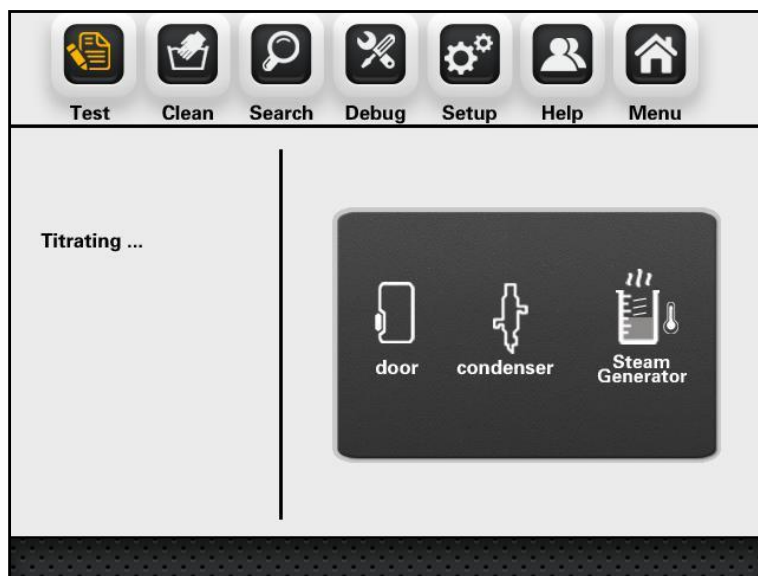 Test Clean Search Debug Setup Help Menu
Titrating ...
door condenser Steam
Generator